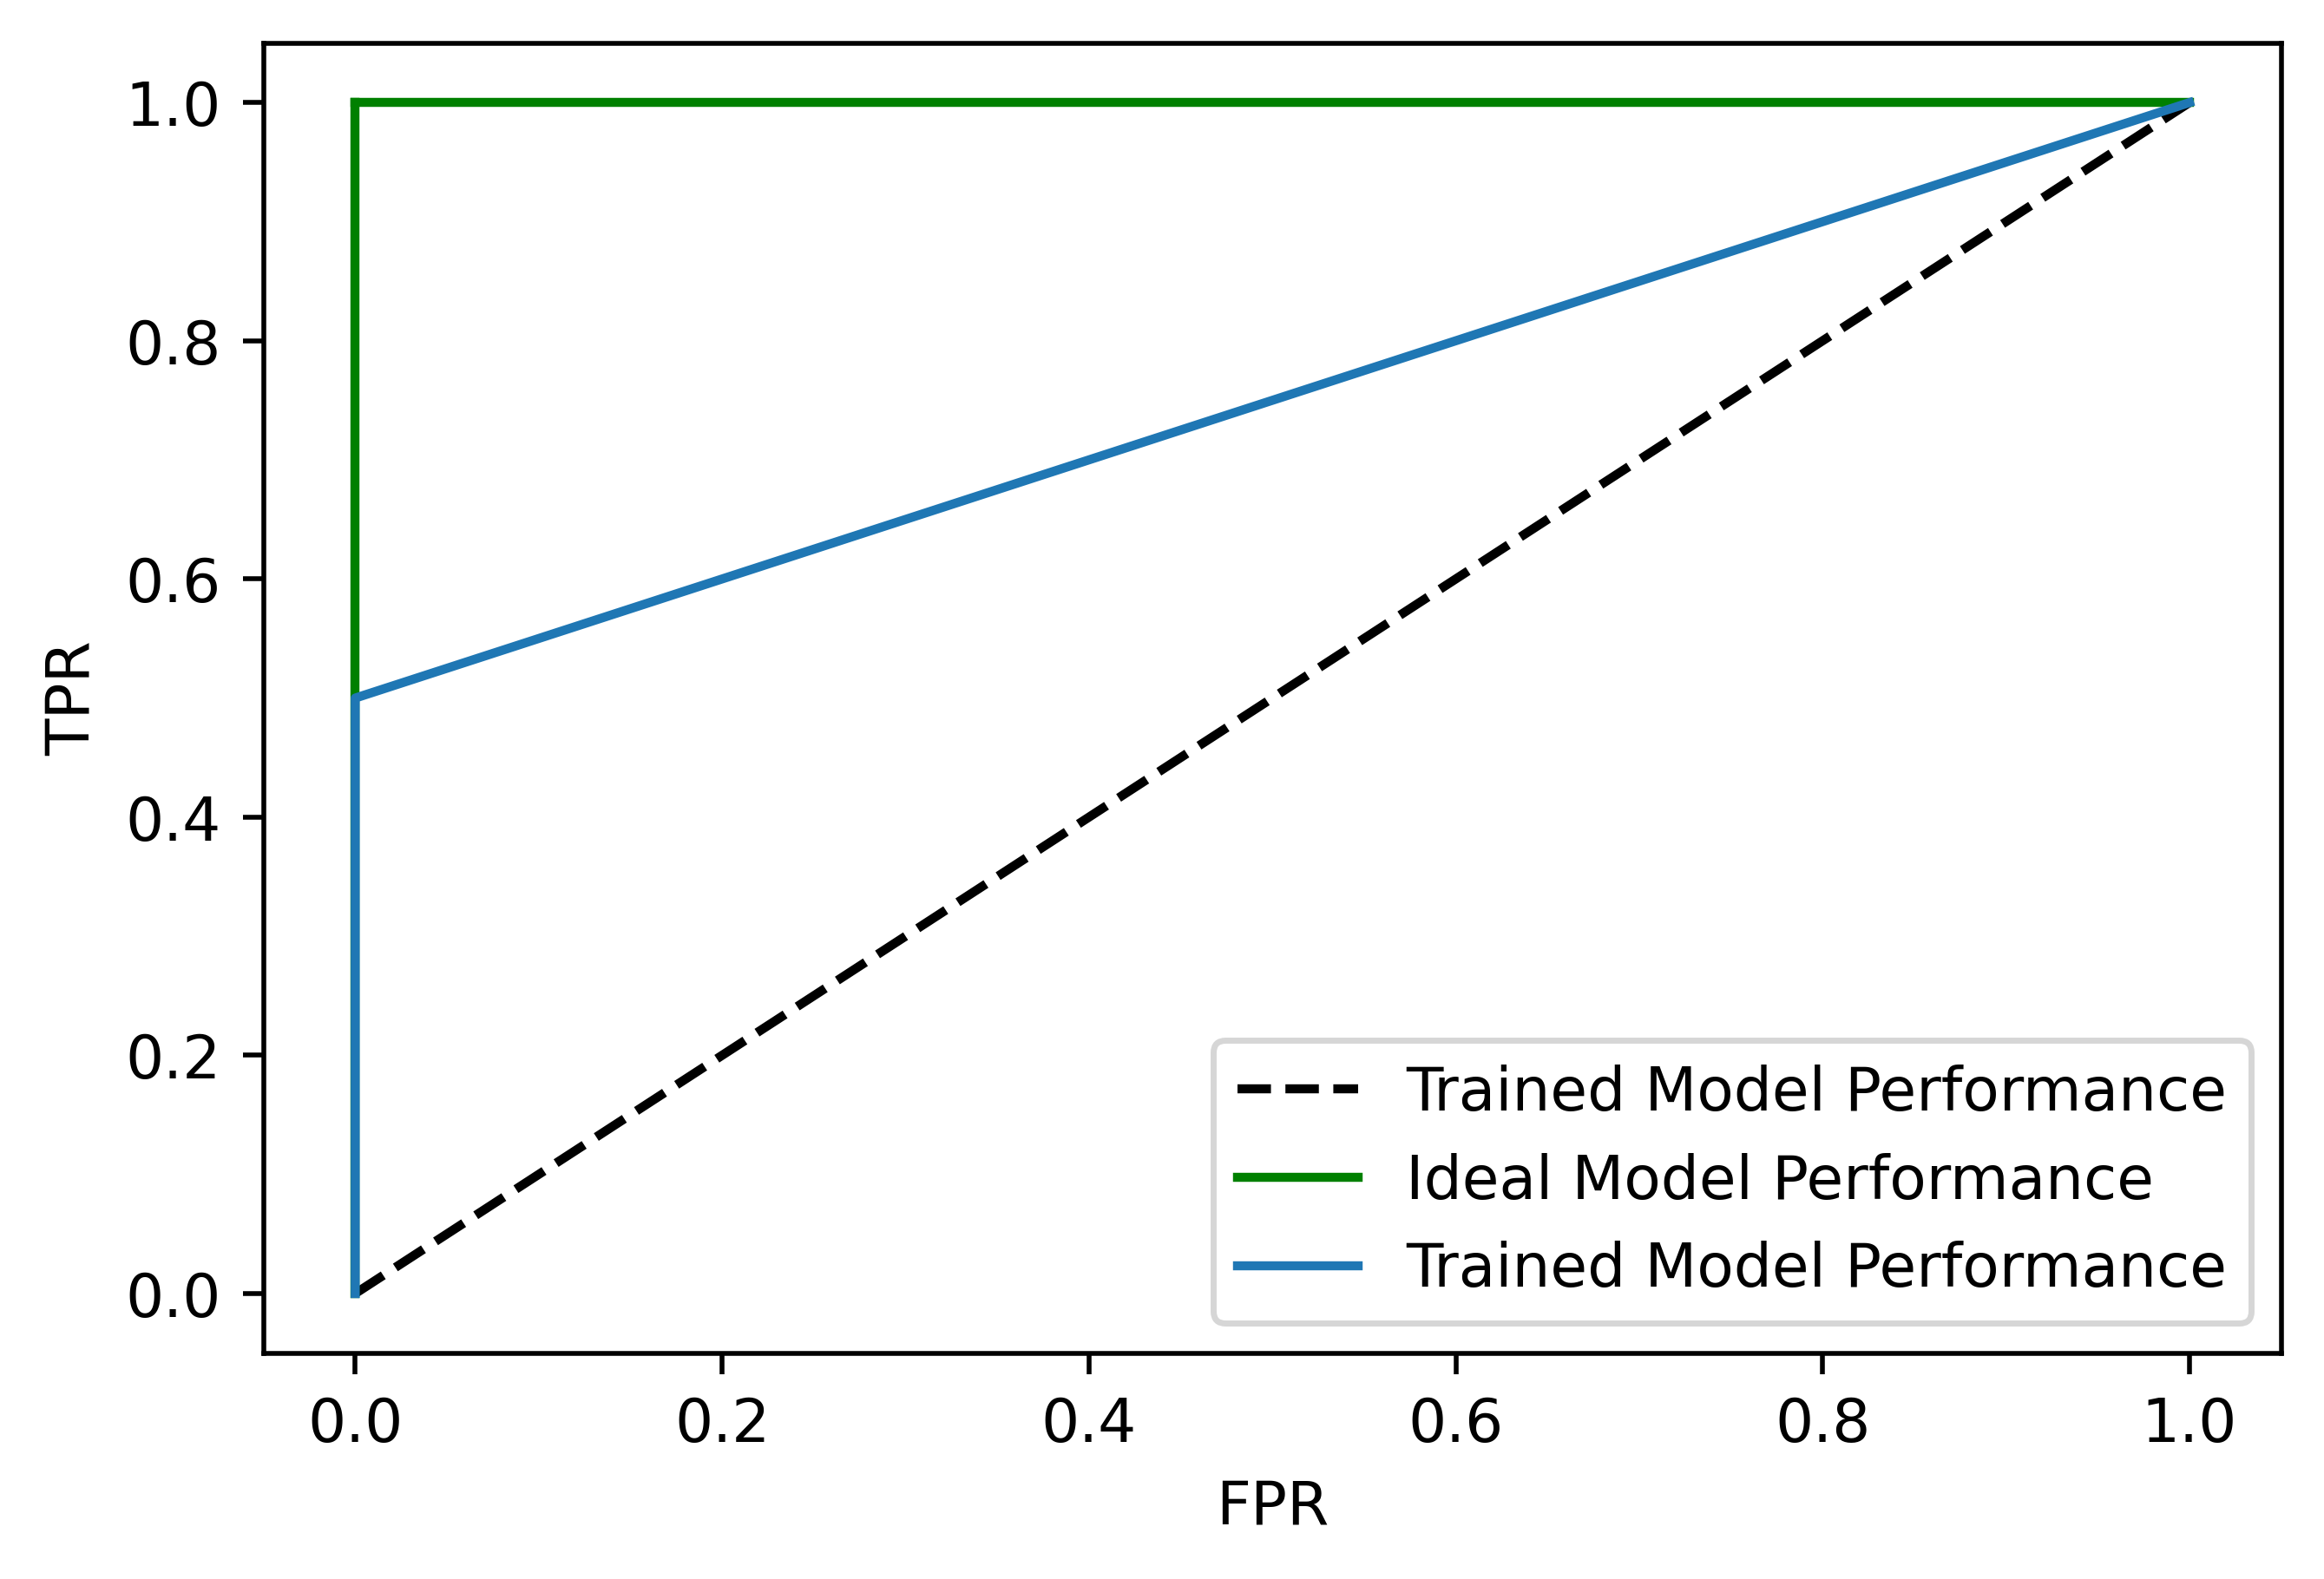 1.0
0.8
0.6
0.4
0.2
0.0
TPR
Trained Model Performance
Ideal Model Performance
Trained Model Performance
0.0 0.2 0.4 0.6 0.8 1.0
FPR